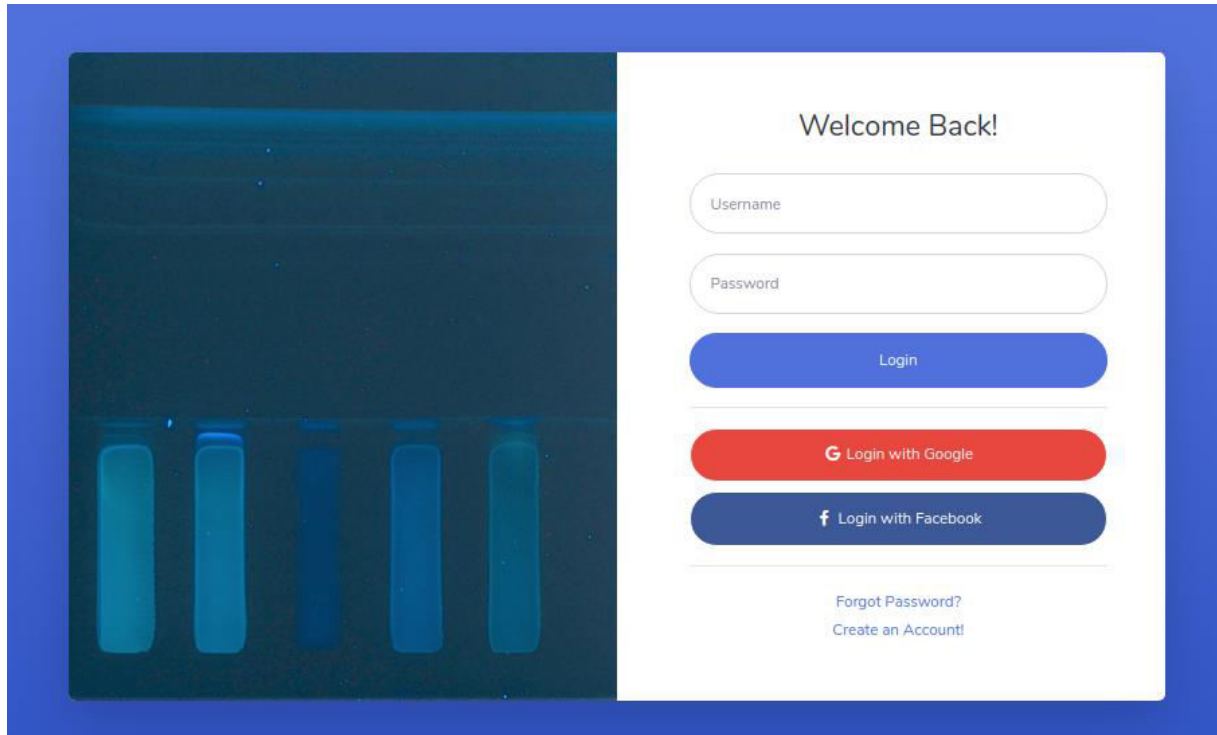 Welcome Back!
Username
Password
Login
Login with Google
Login with Facebook
Forgot Password?
Create an Account!